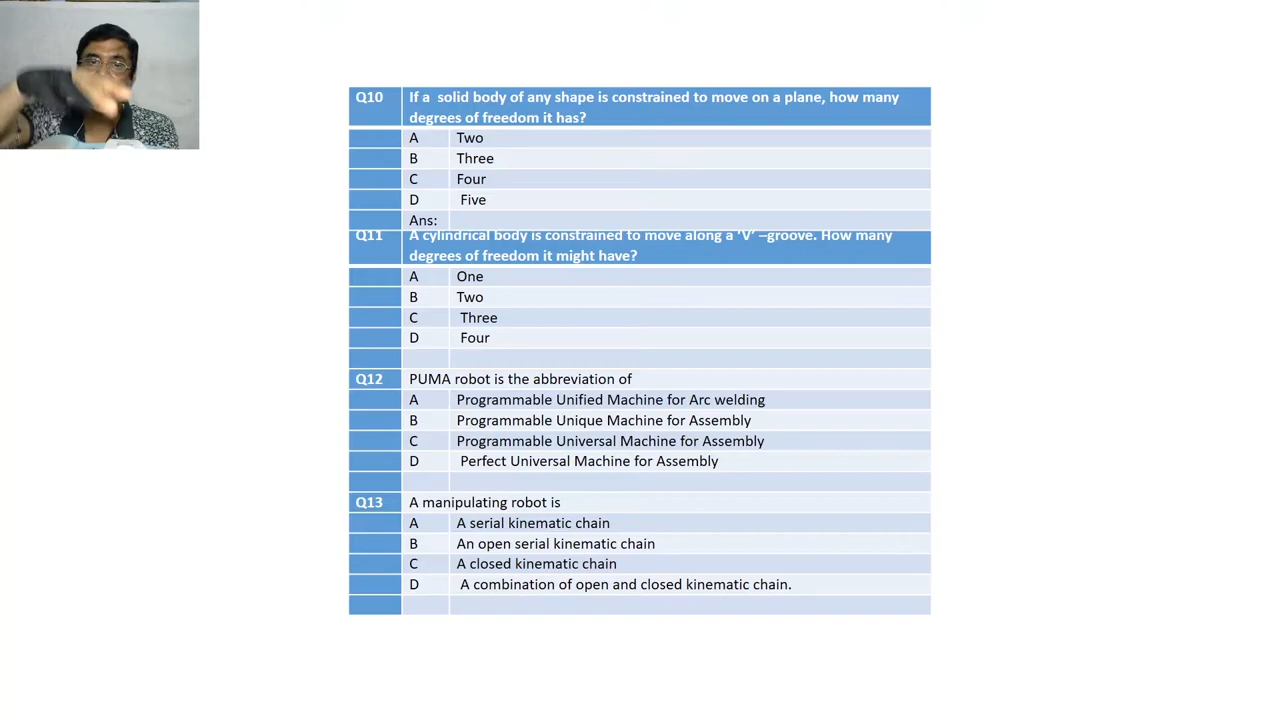 Q10 If a solid body of any shape is constrained to move on a plane, how many
degrees of freedom it has?
A Two
B Three
C Four
D Five
Ans:
Q11 A cylindrical body is constrained to move along a ‘V’ –groove. How many
degrees of freedom it might have?
A One
B Two
C Three
D Four
Q12 PUMA robot is the abbreviation of
A Programmable Unified Machine for Arc welding
B Programmable Unique Machine for Assembly
C Programmable Universal Machine for Assembly
D Perfect Universal Machine for Assembly
Q13 A manipulating robot is
A A serial kinematic chain
B An open serial kinematic chain
C A closed kinematic chain
D A combination of open and closed kinematic chain.